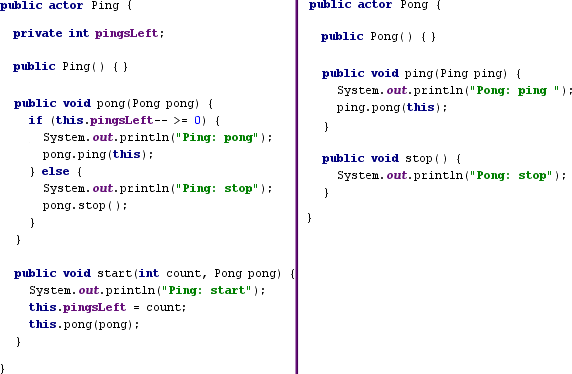 public actor Ping {
private int pingsLeft;
public Ping() {}
public void pong(Pong pong) {
if (this.pingsLeft-- >= 0) {
System.out.println("Ping: pong");
pong.ping(this);
} else {
System.out.println("Ping: stop");
pong.stop();
}
}
public void start(int count, Pong pong) {
System.out.println("Ping: start");
this.pingsLeft = count;
this.pong(pong);
}
}
public actor Pong {
public Pong() {}
public void ping(Ping ping) {
System.out.println("Pong: ping ");
ping.pong(this);
}
public void stop() {
System.out.println("Pong: stop");
}
}